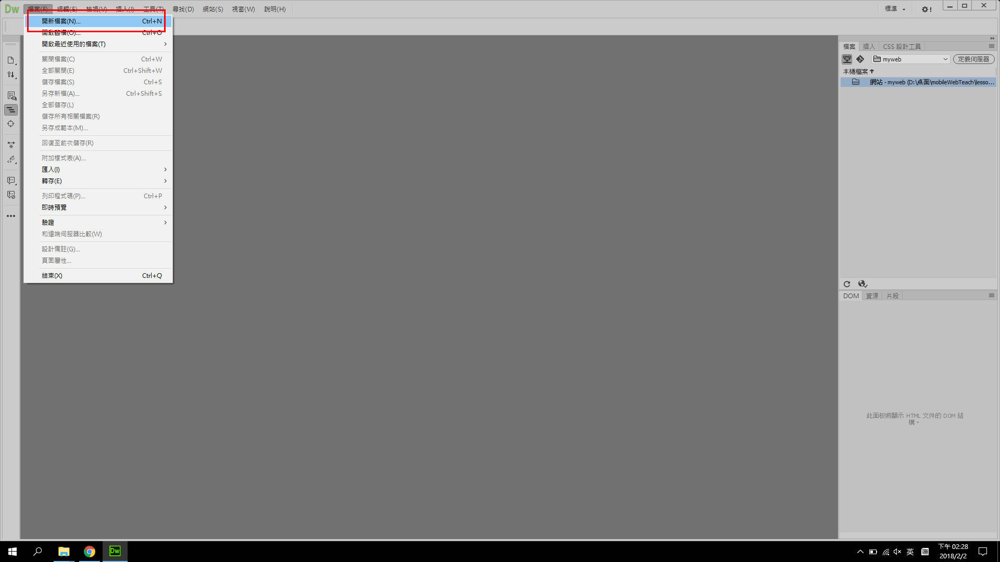 Dw 檔案(F) 編輯(E) 檢視(V) 插入(I) 工具(T) 尋找(D) 網站(S) 視窗(W) 說明(H) 標準
開新檔案(N)... Ctrl+N
開啟舊檔(O)... Ctrl+O
開啟最近使用的檔案(T)
關閉檔案(C) Ctrl+W
全部關閉(E) Ctrl+Shift+W
儲存檔案(S) Ctrl+S
另存新檔(A)... Ctrl+Shift+S
全部儲存(L)
儲存所有相關檔案(R)
另存成範本(M)...
回復至前次儲存(R)
附加樣式表(A)...
匯入(I)
轉存(E)
列印程式碼(P)... Ctrl+P
即時預覽
驗證
和遠端伺服器比較(W)
設計備註(G)...
頁面屬性...
結束(X) Ctrl+Q
檔案 插入 CSS 設計工具
myweb 定義伺服器
本機檔案
網站 - myweb (D:\桌面\mobileWebTeach\lesso...
DOM 資源 片段
此面板將顯示 HTML 文件的 DOM 結
構。
Dw
英
下午 02:28
2018/2/2